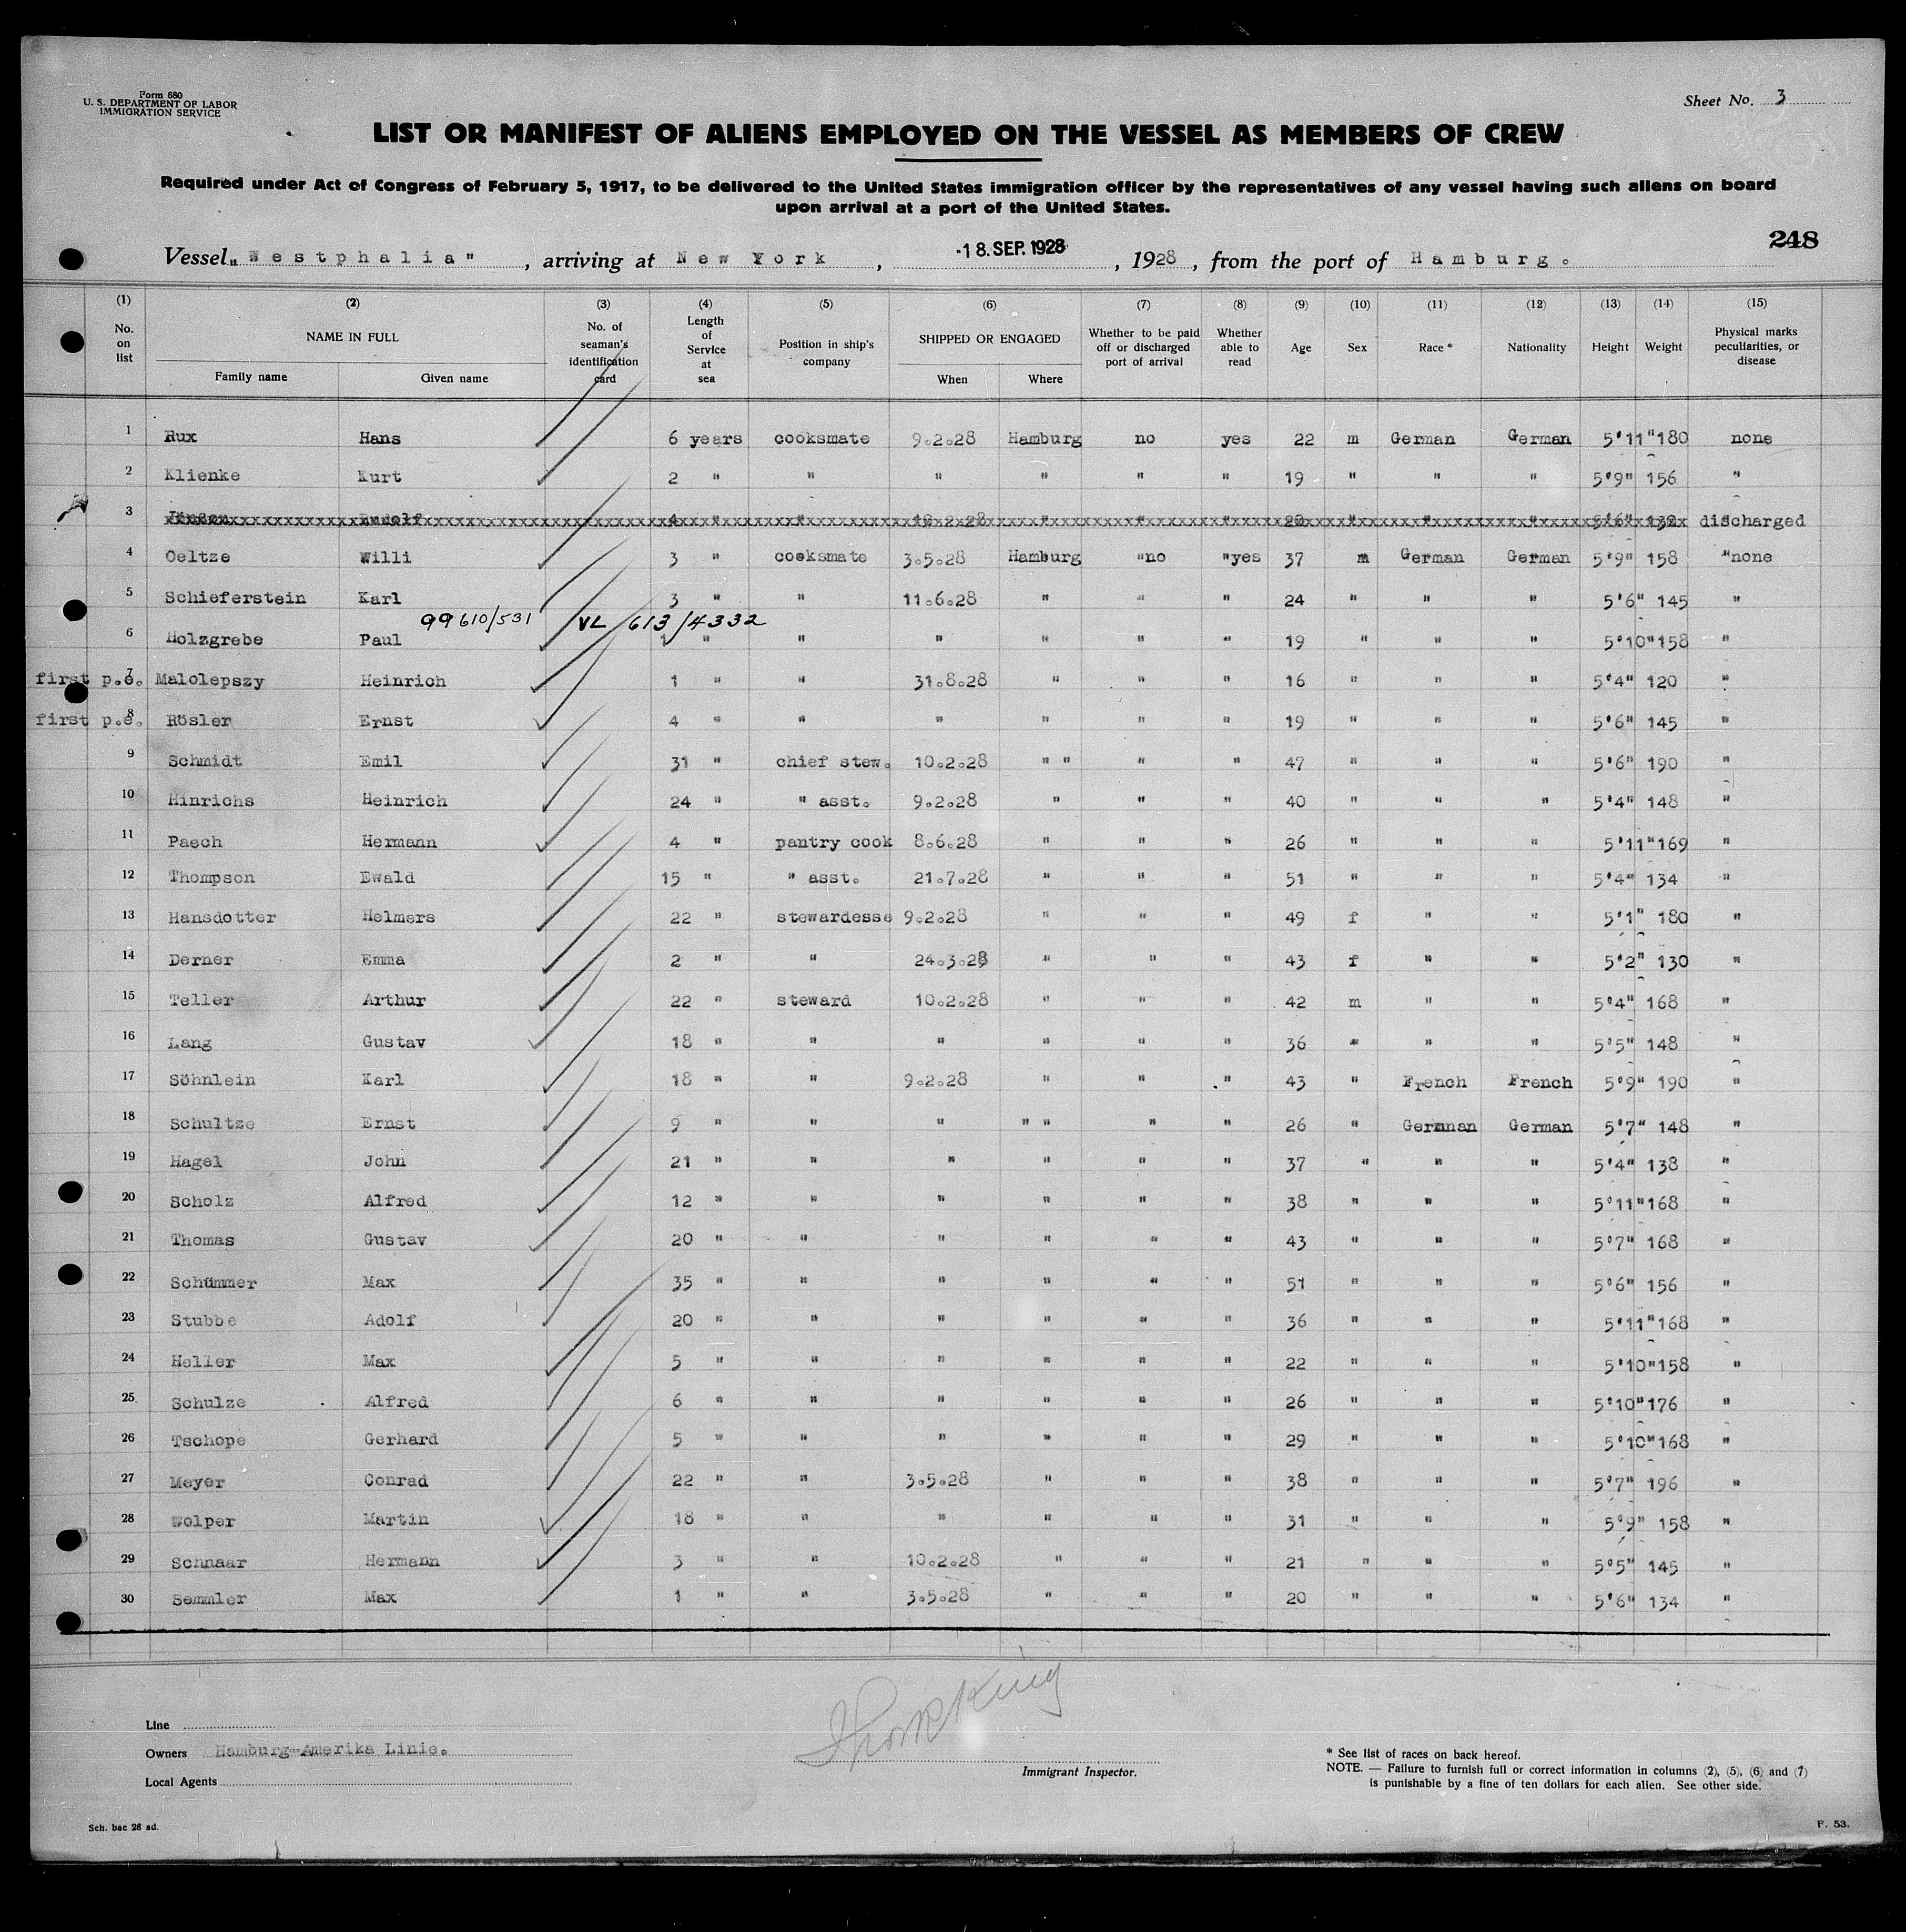 Form 680
U. S. DEPARTMENT OF LABOR
IMMIGRATION SERVICE
Sheet No. 3
LIST OR MANIFEST OF ALIENS EMPLOYED ON THE VESSEL AS MEMBERS OF CREW
Required under Act of Congress of February 5, 1917, to be delivered to the United States immigration officer by the representatives of any vessel having such aliens on board
upon arrival at a port of the United States.
248
Vessel "Westphalia", arriving at New York, -18. SEP. 1928, 1928, from the port of Hamburg.
(1) (2) (3) (4) (5) (6) (7) (8) (9) (10) (11) (12) (13) (14) (15)
No. on list NAME IN FULL Family name Given name No. of seaman's identification card Length of Service at sea Position in ship's company SHIPPED OR ENGAGED When Where Whether to be paid off or discharged port of arrival Whether able to read Age Sex Race * Nationality Height Weight Physical marks peculiarities, or disease
1 Rux Hans 6 years cooksmate 9.2.28 Hamburg no yes 22 m German German 5'11" 180 none
2 Klienke Kurt 2 " " " " " " 19 " " " 5'9" 156 "
3 Rudolf 4 " " " " " " " " discharged
4 Oeltze Willi 3 " cooksmate 3.5.28 Hamburg "no "yes 37 m German German 5'9" 158 "none
5 Schieferstein Karl 3 " " 11.6.28 " " " 24 " " " 5'6" 145 "
99610/531 VL 613/4332
6 Holzgrebe Paul 1 " " " " " " 19 " " " 5'10" 158 "
first p.e. 7 Malolepszy Heinrich 1 " " 31.8.28 " " " 16 " " " 5'4" 120 "
first p.e. 8 Rösler Ernst 4 " " " " " " 19 " " " 5'6" 145 "
9 Schmidt Emil 31 " chief stew. 10.2.28 " " " " 47 " " " 5'6" 190 "
10 Hinrichs Heinrich 24 " " asst. 9.2.28 " " " 40 " " " 5'4" 148 "
11 Pasch Hermann 4 " pantry cook 8.6.28 " " " 26 " " " 5'11" 169 "
12 Thompson Ewald 15 " " asst. 21.7.28 " " " 51 " " " 5'4" 134 "
13 Hansdotter Helmers 22 " stewardesse 9.2.28 " " " 49 f " " 5'1" 180 "
14 Derner Emma 2 " " 24.3.28 " " " 43 f " " 5'2" 130 "
15 Teller Arthur 22 " steward 10.2.28 " " " 42 m " " 5'4" 168 "
16 Lang Gustav 18 " " " " " " 36 " " " 5'5" 148 "
17 Söhnlein Karl 18 " " 9.2.28 " " " 43 " French French 5'9" 190 "
18 Schultze Ernst 9 " " " " " " " 26 " Gernnan German 5'7" 148 "
19 Hagel John 21 " " " " " " 37 " " " 5'4" 138 "
20 Scholz Alfred 12 " " " " " " 38 " " " 5'11" 168 "
21 Thomas Gustav 20 " " " " " " 43 " " " 5'7" 168 "
22 Schümmer Max 35 " " " " " " 51 " " " 5'6" 156 "
23 Stubbe Adolf 20 " " " " " " 36 " " " 5'11" 168 "
24 Heller Max 5 " " " " " " 22 " " " 5'10" 158 "
25 Schulze Alfred 6 " " " " " " 26 " " " 5'10" 176 "
26 Tschope Gerhard 5 " " " " " " 29 " " " 5'10" 168 "
27 Meyer Conrad 22 " " 3.5.28 " " " 38 " " " 5'7" 196 "
28 Wolper Martin 18 " " " " " " 31 " " " 5'9" 158 "
29 Schnaar Hermann 3 " " 10.2.28 " " " 21 " " " 5'5" 145 "
30 Semmler Max 1 " " 3.5.28 " " " 20 " " " 5'6" 134 "
Line
Owners Hamburg-Amerika Linie.
Local Agents
Immigrant Inspector.
* See list of races on back hereof.
NOTE. — Failure to furnish full or correct information in columns (2), (5), (6) and (7)
is punishable by a fine of ten dollars for each alien. See other side.
Sch. bac 28 ad.
F. 53.